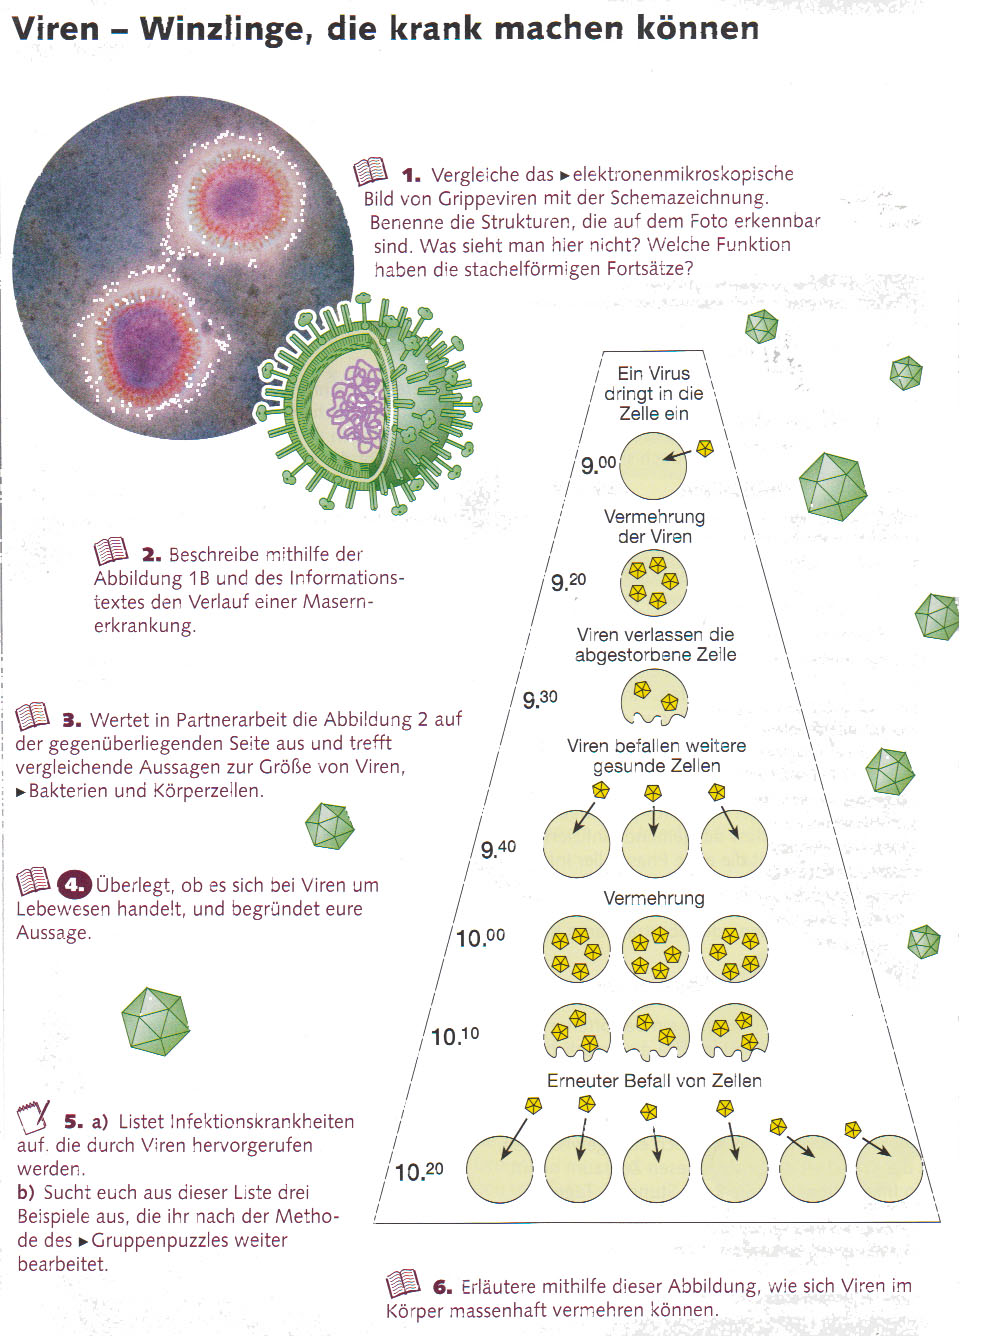 Viren – Winzlinge, die krank machen können
1. Vergleiche das ▸elektronenmikroskopische
Bild von Grippeviren mit der Schemazeichnung.
Benenne die Strukturen, die auf dem Foto erkennbar
sind. Was sieht man hier nicht? Welche Funktion
haben die stachelförmigen Fortsätze?
2. Beschreibe mithilfe der
Abbildung 1B und des Informations-
textes den Verlauf einer Masern-
erkrankung.
3. Wertet in Partnerarbeit die Abbildung 2 auf
der gegenüberliegenden Seite aus und trefft
vergleichende Aussagen zur Größe von Viren,
▸Bakterien und Körperzellen.
4. Überlegt, ob es sich bei Viren um
Lebewesen handelt, und begründet eure
Aussage.
5. a) Listet Infektionskrankheiten
auf, die durch Viren hervorgerufen
werden.
b) Sucht euch aus dieser Liste drei
Beispiele aus, die ihr nach der Metho-
de des ▸Gruppenpuzzles weiter
bearbeitet.
Ein Virus
dringt in die
Zelle ein
9.00
Vermehrung
der Viren
9.20
Viren verlassen die
abgestorbene Zelle
9.30
Viren befallen weitere
gesunde Zellen
9.40
Vermehrung
10.00
10.10
Erneuter Befall von Zellen
10.20
6. Erläutere mithilfe dieser Abbildung, wie sich Viren im
Körper massenhaft vermehren können.